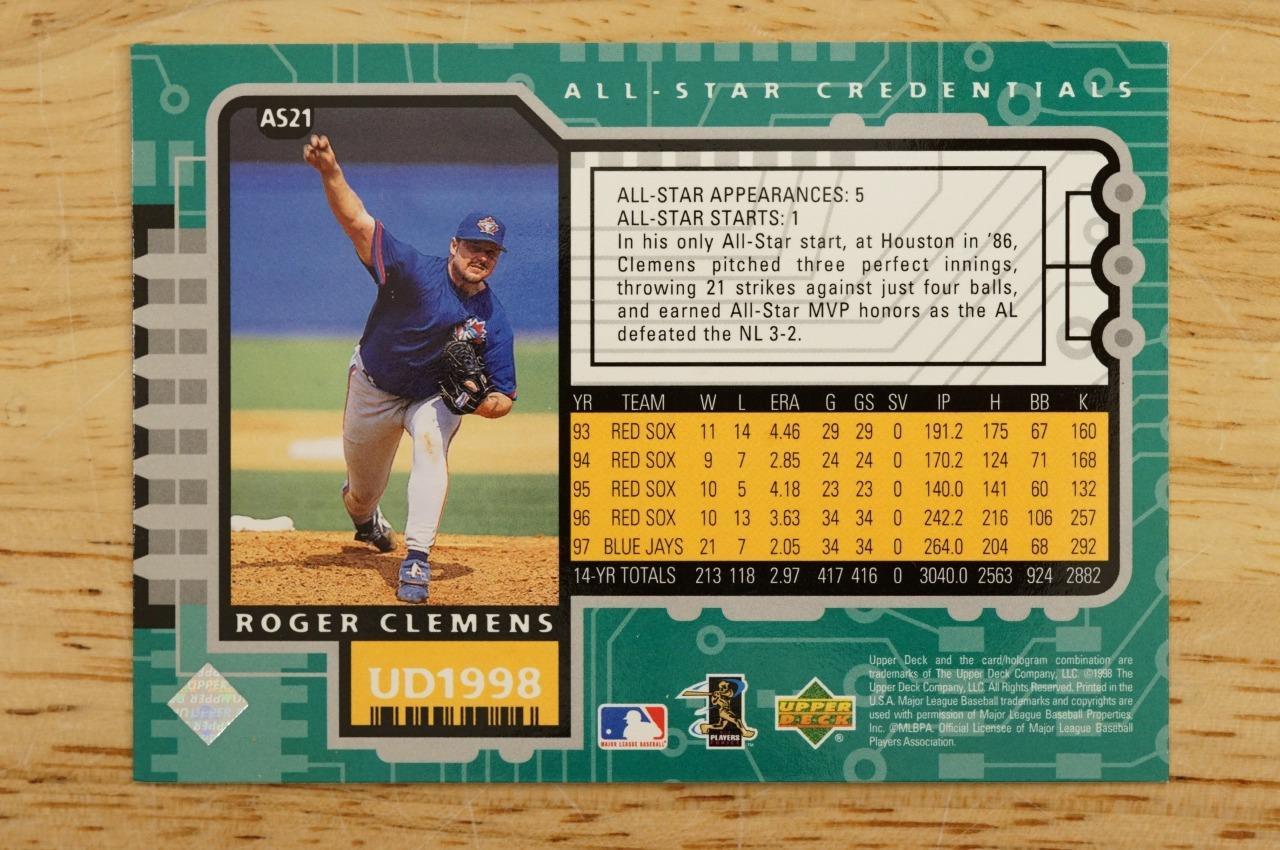 ALL-STAR CREDENTIALS
AS21
ALL-STAR APPEARANCES: 5
ALL-STAR STARTS: 1
In his only All-Star start, at Houston in '86,
Clemens pitched three perfect innings,
throwing 21 strikes against just four balls,
and earned All-Star MVP honors as the AL
defeated the NL 3-2.
YR TEAM W L ERA G GS SV IP H BB K
93 RED SOX 11 14 4.46 29 29 0 191.2 175 67 160
94 RED SOX 9 7 2.85 24 24 0 170.2 124 71 168
95 RED SOX 10 5 4.18 23 23 0 140.0 141 60 132
96 RED SOX 10 13 3.63 34 34 0 242.2 216 106 257
97 BLUE JAYS 21 7 2.05 34 34 0 264.0 204 68 292
14-YR TOTALS 213 118 2.97 417 416 0 3040.0 2563 924 2882
ROGER CLEMENS
UD1998
UPPER DECK
MAJOR LEAGUE BASEBALL
PLAYERS
CHOICE
™
UPPER
DECK
®
Upper Deck and the card/hologram combination are
trademarks of The Upper Deck Company, LLC. ©1998 The
Upper Deck Company, LLC. All Rights Reserved. Printed in the
U.S.A. Major League Baseball trademarks and copyrights are
used with permission of Major League Baseball Properties,
Inc. ©MLBPA. Official Licensee of Major League Baseball
Players Association.